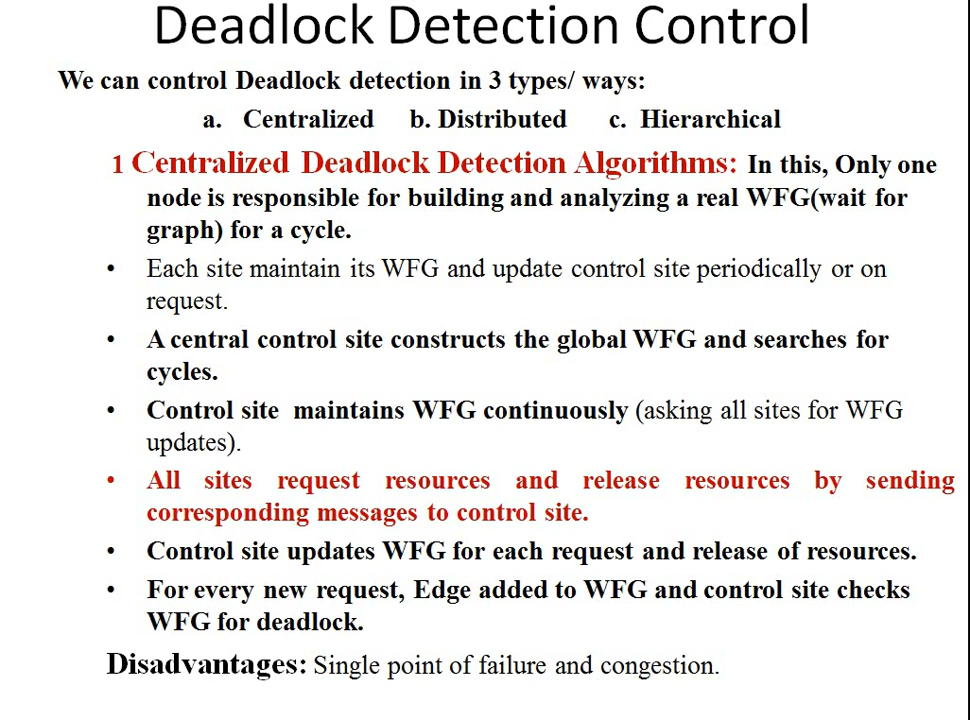 Deadlock Detection Control
We can control Deadlock detection in 3 types/ ways:
a. Centralized b. Distributed c. Hierarchical
1 Centralized Deadlock Detection Algorithms: In this, Only one
node is responsible for building and analyzing a real WFG(wait for
graph) for a cycle.
• Each site maintain its WFG and update control site periodically or on
request.
• A central control site constructs the global WFG and searches for
cycles.
• Control site maintains WFG continuously (asking all sites for WFG
updates).
• All sites request resources and release resources by sending
corresponding messages to control site.
• Control site updates WFG for each request and release of resources.
• For every new request, Edge added to WFG and control site checks
WFG for deadlock.
Disadvantages: Single point of failure and congestion.